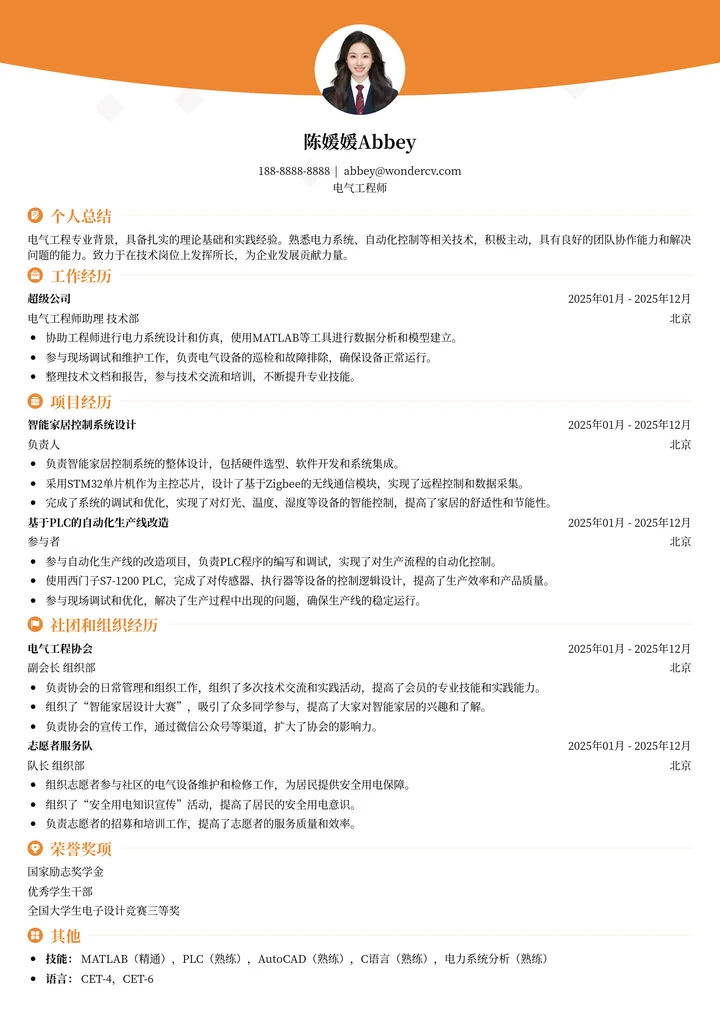 陈媛媛Abbey
188-8888-8888 | abbey@wondercv.com
电气工程师
个人总结
电气工程专业背景，具备扎实的理论基础和实践经验。熟悉电力系统、自动化控制等相关技术，积极主动，具有良好的团队协作能力和解决
问题的能力。致力于在技术岗位上发挥所长，为企业发展贡献力量。
工作经历
超级公司 2025年01月 - 2025年12月
电气工程师助理 技术部 北京
• 协助工程师进行电力系统设计和仿真，使用MATLAB等工具进行数据分析和模型建立。
• 参与现场调试和维护工作，负责电气设备的巡检和故障排除，确保设备正常运行。
• 整理技术文档和报告，参与技术交流和培训，不断提升专业技能。
项目经历
智能家居控制系统设计 2025年01月 - 2025年12月
负责人 北京
• 负责智能家居控制系统的整体设计，包括硬件选型、软件开发和系统集成。
• 采用STM32单片机作为主控芯片，设计了基于Zigbee的无线通信模块，实现了远程控制和数据采集。
• 完成了系统的调试和优化，实现了对灯光、温度、湿度等设备的智能控制，提高了家居的舒适性和节能性。
基于PLC的自动化生产线改造 2025年01月 - 2025年12月
参与者 北京
• 参与自动化生产线的改造项目，负责PLC程序的编写和调试，实现了对生产流程的自动化控制。
• 使用西门子S7-1200 PLC，完成了对传感器、执行器等设备的控制逻辑设计，提高了生产效率和产品质量。
• 参与现场调试和优化，解决了生产过程中出现的问题，确保生产线的稳定运行。
社团和组织经历
电气工程协会 2025年01月 - 2025年12月
副会长 组织部 北京
• 负责协会的日常管理和组织工作，组织了多次技术交流和实践活动，提高了会员的专业技能和实践能力。
• 组织了“智能家居设计大赛”，吸引了众多同学参与，提高了大家对智能家居的兴趣和了解。
• 负责协会的宣传工作，通过微信公众号等渠道，扩大了协会的影响力。
志愿者服务队 2025年01月 - 2025年12月
队长 组织部 北京
• 组织志愿者参与社区的电气设备维护和检修工作，为居民提供安全用电保障。
• 组织了“安全用电知识宣传”活动，提高了居民的安全用电意识。
• 负责志愿者的招募和培训工作，提高了志愿者的服务质量和效率。
荣誉奖项
国家励志奖学金
优秀学生干部
全国大学生电子设计竞赛三等奖
其他
• 技能： MATLAB（精通）, PLC（熟练）, AutoCAD（熟练）, C语言（熟练）, 电力系统分析（熟练）
• 语言： CET-4，CET-6